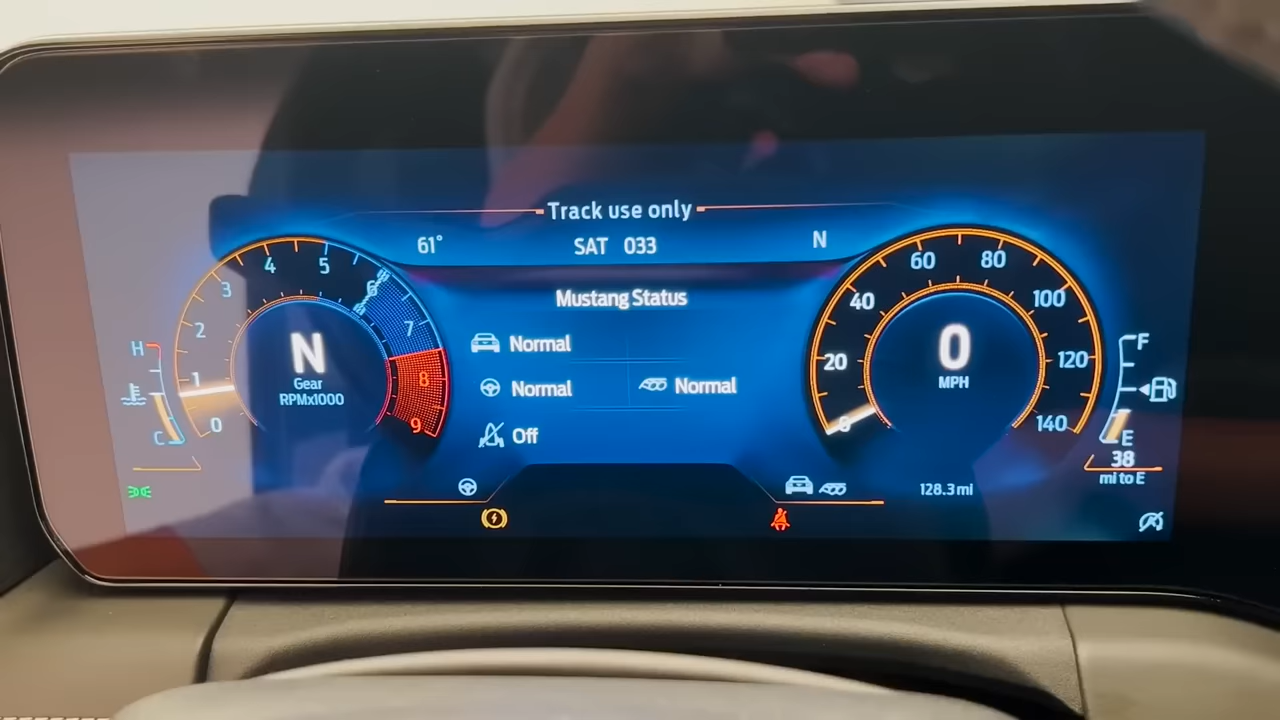 Track use only
61° SAT 033 N
Mustang Status
Normal
Normal Normal
Off
0 1 2 3 4 5 6 7 8 9
N
Gear
RPMx1000
H
C
0 20 40 60 80 100 120 140
0
MPH
128.3 mi
F
E
38
mi to E